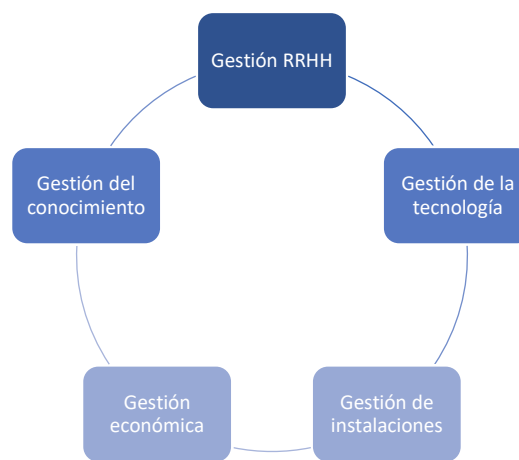 Gestión RRHH
Gestión de la
tecnología
Gestión de
instalaciones
Gestión
económica
Gestión del
conocimiento